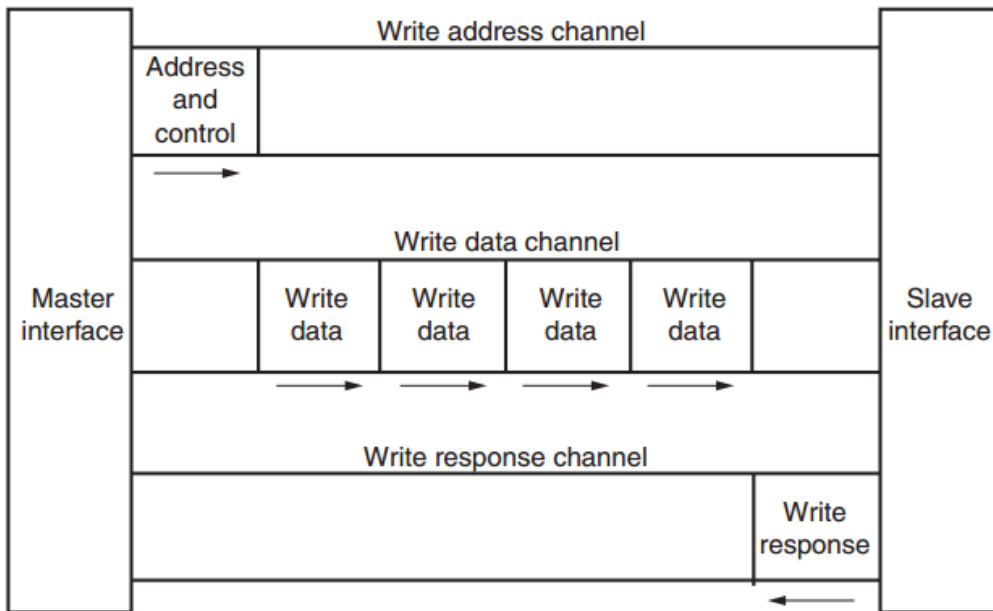 Write address channel
Address
and
control
Write data channel
Master
interface
Write
data
Write
data
Write
data
Write
data
Slave
interface
Write response channel
Write
response